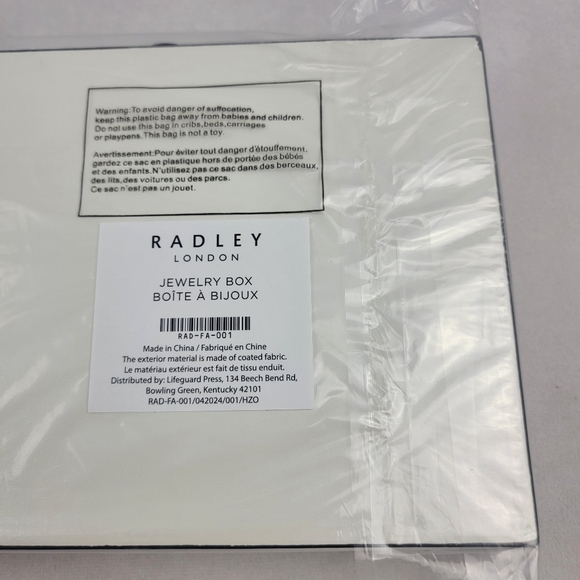 Warning:To avoid danger of suffocation,
keep this plastic bag away from babies and children.
Do not use this bag in cribs,beds,carriages
or playpens.This bag is not a toy.
Avertissement:Pour éviter tout danger d'étouffement,
gardez ce sac en plastique hors de portée des bébés
et des enfants.N'utilisez pas ce sac dans des berceaux,
des lits,des voitures ou des parcs.
Ce sac n'est pas un jouet.
RADLEY
LONDON
JEWELRY BOX
BOÎTE À BIJOUX
RAD-FA-001
Made in China / Fabriqué en Chine
The exterior material is made of coated fabric.
Le matériau extérieur est fait de tissu enduit.
Distributed by: Lifeguard Press, 134 Beech Bend Rd,
Bowling Green, Kentucky 42101
RAD-FA-001/042024/001/HZO